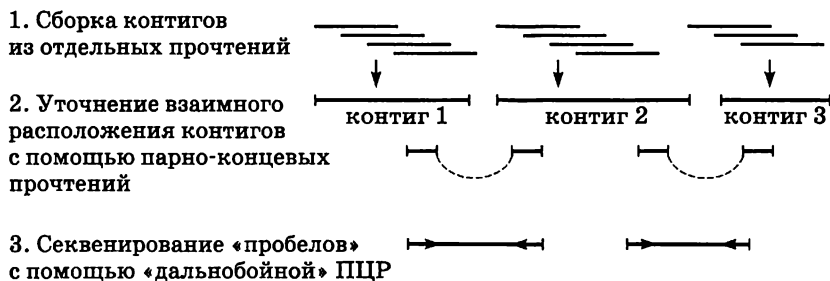 1. Сборка контигов
из отдельных прочтений
2. Уточнение взаимного
расположения контигов
с помощью парно-концевых
прочтений
контиг 1 контиг 2 контиг 3
3. Секвенирование «пробелов»
с помощью «дальнобойной» ПЦР